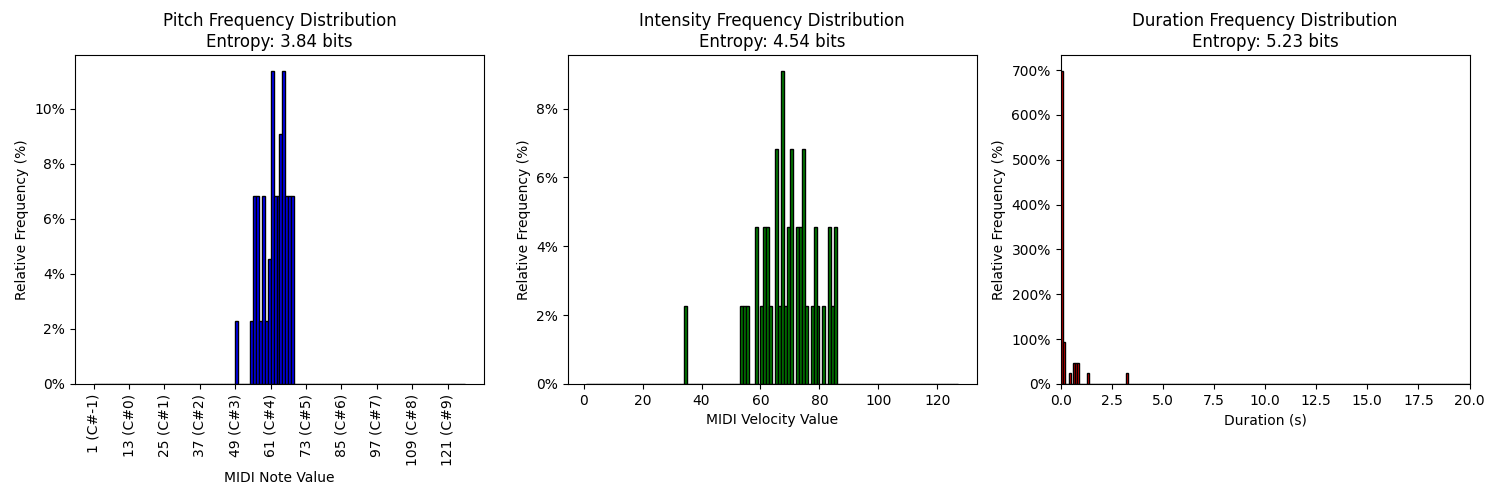 Pitch Frequency Distribution
Entropy: 3.84 bits
Relative Frequency (%)
10%
8%
6%
4%
2%
0%
1 (C#-1)
13 (C#0)
25 (C#1)
37 (C#2)
49 (C#3)
61 (C#4)
73 (C#5)
85 (C#6)
97 (C#7)
109 (C#8)
121 (C#9)
MIDI Note Value
Intensity Frequency Distribution
Entropy: 4.54 bits
Relative Frequency (%)
8%
6%
4%
2%
0%
0 20 40 60 80 100 120
MIDI Velocity Value
Duration Frequency Distribution
Entropy: 5.23 bits
Relative Frequency (%)
700%
600%
500%
400%
300%
200%
100%
0%
0.0 2.5 5.0 7.5 10.0 12.5 15.0 17.5 20.0
Duration (s)